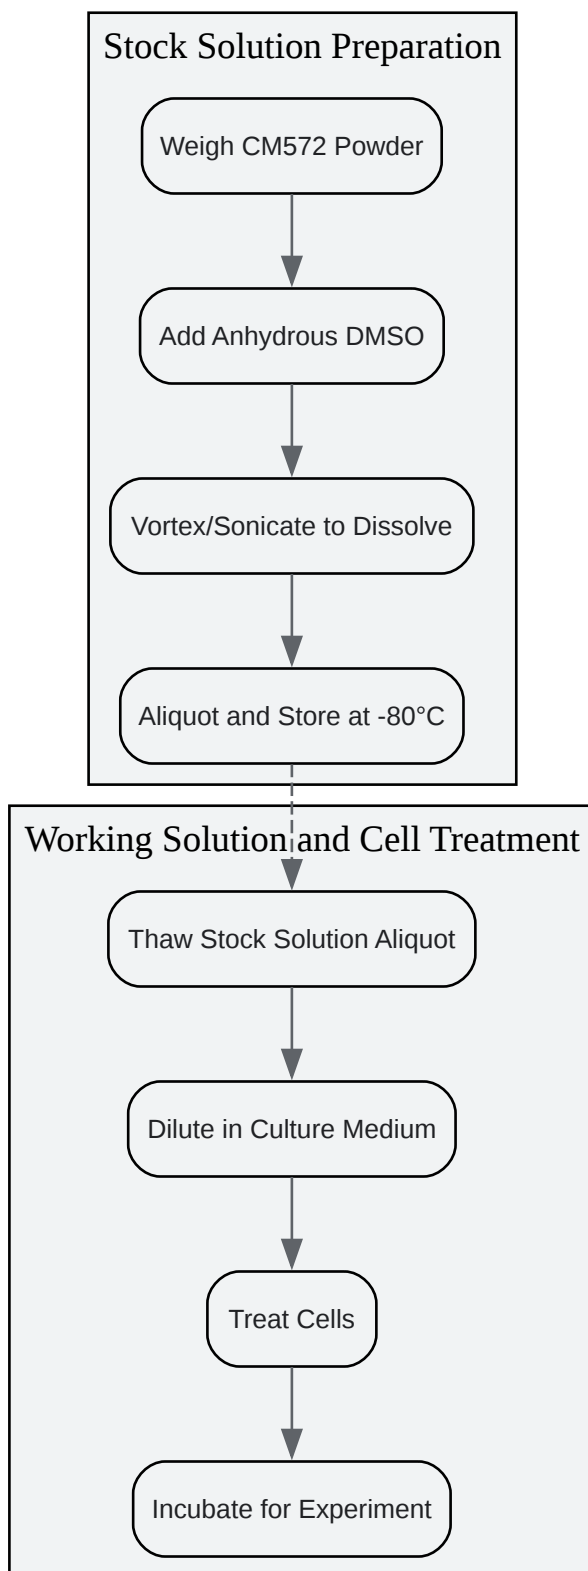 Stock Solution Preparation
Weigh CM572 Powder
Add Anhydrous DMSO
Vortex/Sonicate to Dissolve
Aliquot and Store at -80°C
Working Solution and Cell Treatment
Thaw Stock Solution Aliquot
Dilute in Culture Medium
Treat Cells
Incubate for Experiment